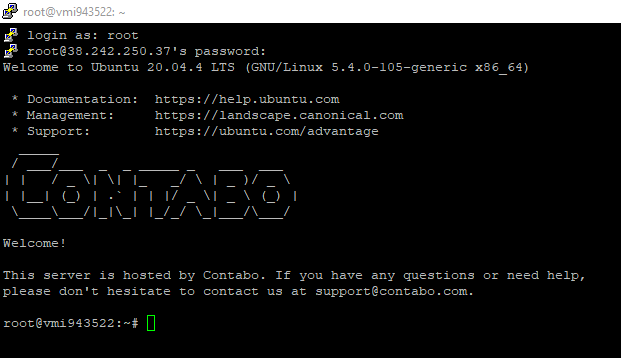 root@vmi943522: ~
login as: root
root@38.242.250.37's password:
Welcome to Ubuntu 20.04.4 LTS (GNU/Linux 5.4.0-105-generic x86_64)
* Documentation:  https://help.ubuntu.com
* Management:     https://landscape.canonical.com
* Support:        https://ubuntu.com/advantage
CONTABO
Welcome!
This server is hosted by Contabo. If you have any questions or need help,
please don't hesitate to contact us at support@contabo.com.
root@vmi943522:~#